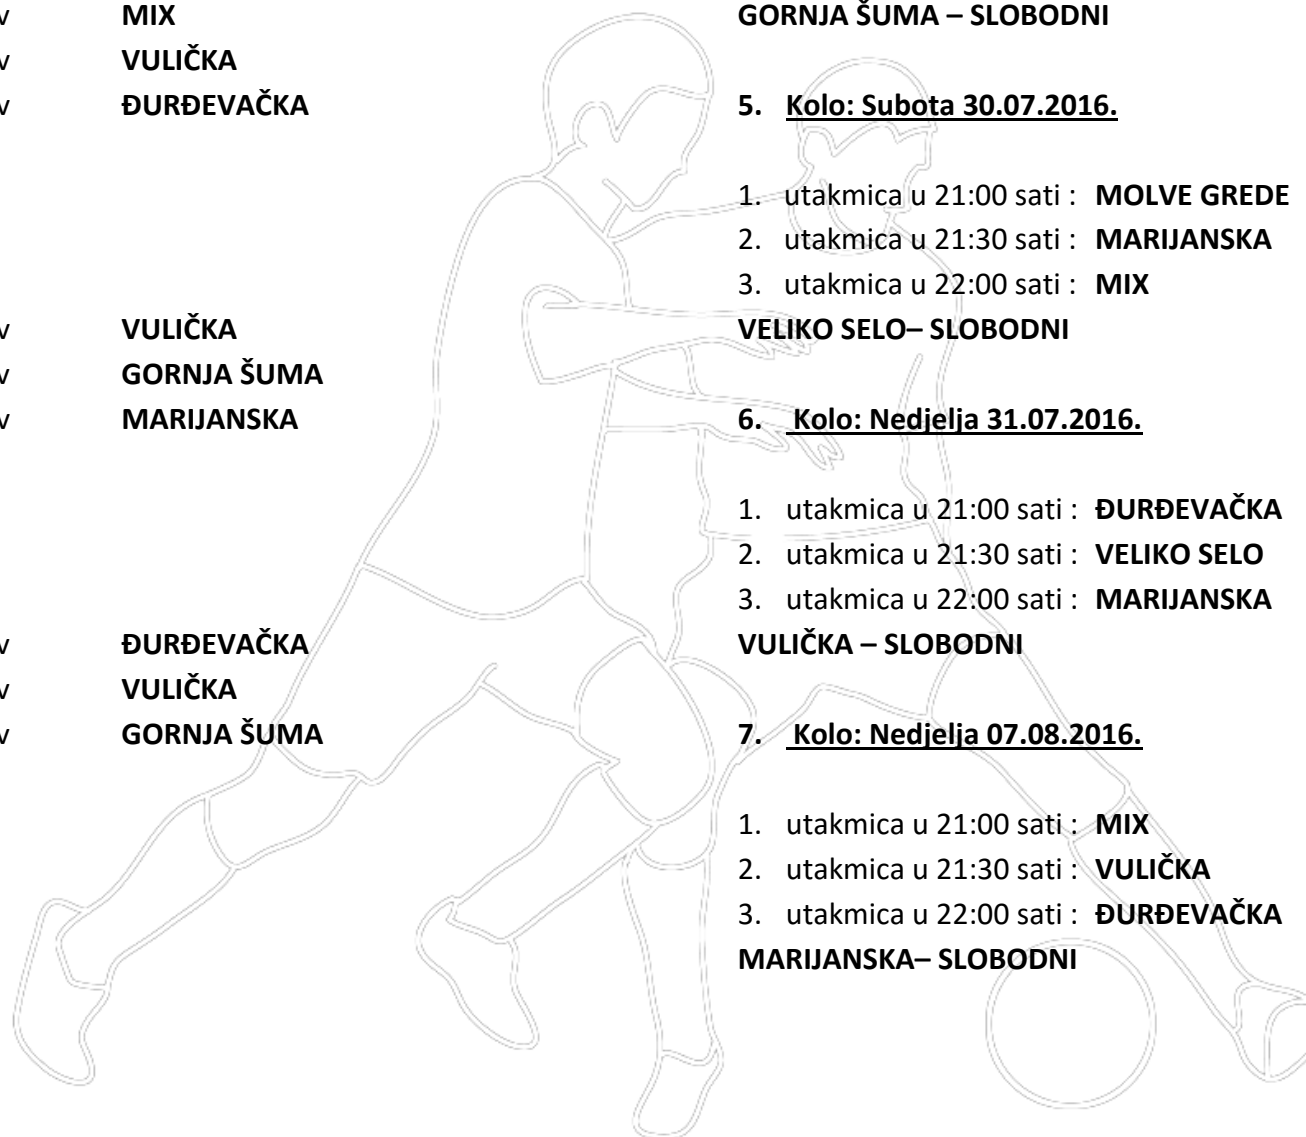 v MIX
v VULIČKA
v ĐURĐEVAČKA
v VULIČKA
v GORNJA ŠUMA
v MARIJANSKA
v ĐURĐEVAČKA
v VULIČKA
v GORNJA ŠUMA
GORNJA ŠUMA – SLOBODNI
5. Kolo: Subota 30.07.2016.
1. utakmica u 21:00 sati : MOLVE GREDE
2. utakmica u 21:30 sati : MARIJANSKA
3. utakmica u 22:00 sati : MIX
VELIKO SELO– SLOBODNI
6. Kolo: Nedjelja 31.07.2016.
1. utakmica u 21:00 sati : ĐURĐEVAČKA
2. utakmica u 21:30 sati : VELIKO SELO
3. utakmica u 22:00 sati : MARIJANSKA
VULIČKA – SLOBODNI
7. Kolo: Nedjelja 07.08.2016.
1. utakmica u 21:00 sati : MIX
2. utakmica u 21:30 sati : VULIČKA
3. utakmica u 22:00 sati : ĐURĐEVAČKA
MARIJANSKA– SLOBODNI